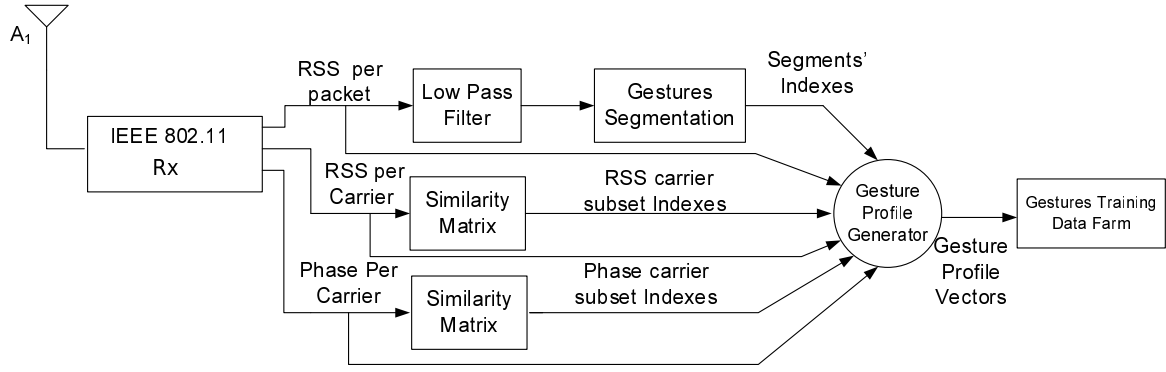 A1
IEEE 802.11
Rx
RSS per
packet
Low Pass
Filter
Gestures
Segmentation
Segments'
Indexes
RSS per
Carrier
Similarity
Matrix
RSS carrier
subset Indexes
Phase Per
Carrier
Similarity
Matrix
Phase carrier
subset Indexes
Gesture
Profile
Generator
Gesture
Profile
Vectors
Gestures Training
Data Farm